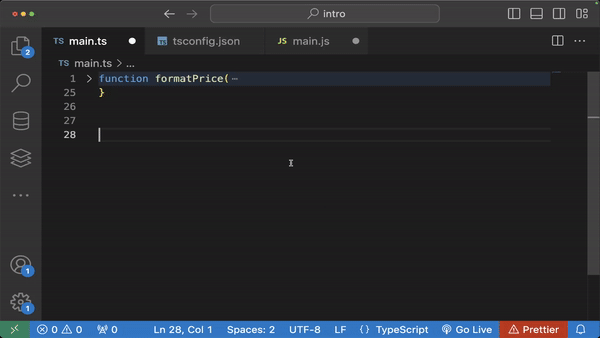 intro
TS main.ts tsconfig.json JS main.js
TS main.ts > ...
1 function formatPrice(⋯
25 }
26
27
28
2
1
1
0 0 0 Ln 28, Col 1 Spaces: 2 UTF-8 LF {} TypeScript Go Live Prettier